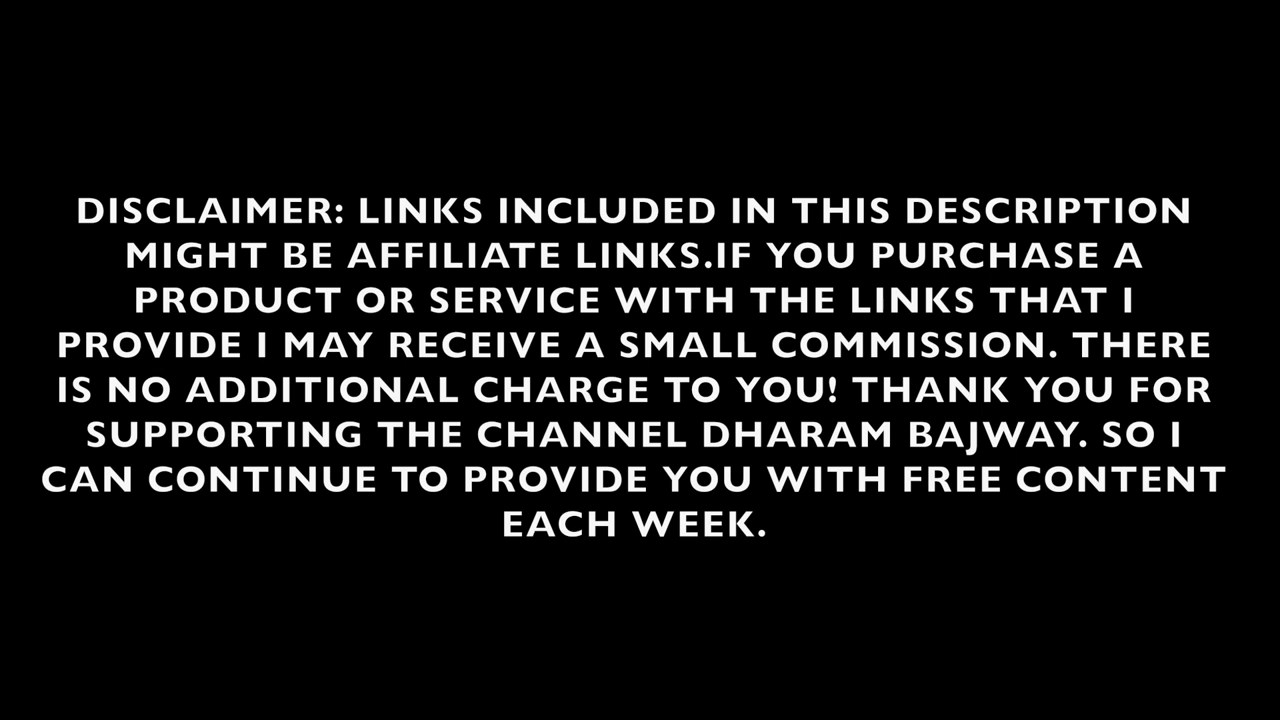 DISCLAIMER: LINKS INCLUDED IN THIS DESCRIPTION
MIGHT BE AFFILIATE LINKS.IF YOU PURCHASE A
PRODUCT OR SERVICE WITH THE LINKS THAT I
PROVIDE I MAY RECEIVE A SMALL COMMISSION. THERE
IS NO ADDITIONAL CHARGE TO YOU! THANK YOU FOR
SUPPORTING THE CHANNEL DHARAM BAJWAY. SO I
CAN CONTINUE TO PROVIDE YOU WITH FREE CONTENT
EACH WEEK.